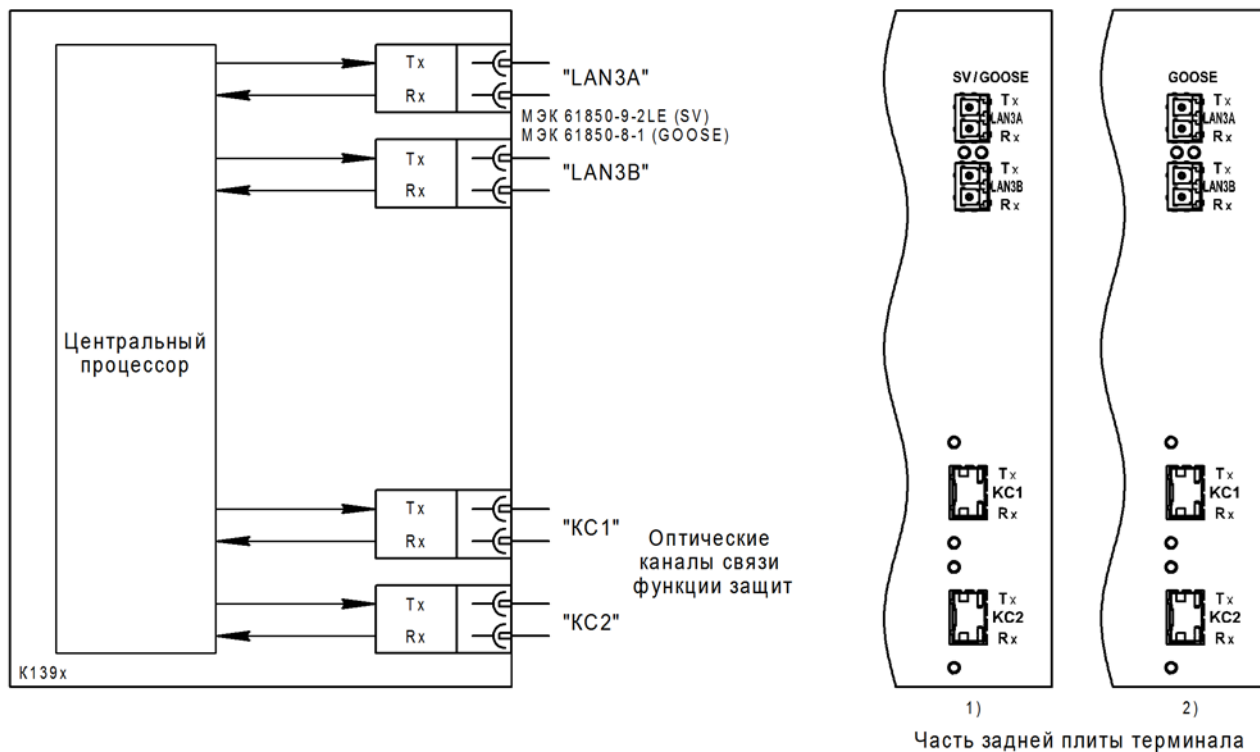 Tx
Rx
"LAN3A"
МЭК 61850-9-2LE (SV)
МЭК 61850-8-1 (GOOSE)
Tx
Rx
"LAN3B"
Центральный
процессор
Tx
Rx
"КС1"
Оптические
каналы связи
функции защит
Tx
Rx
"КС2"
К139х
SV/GOOSE
Tx
LAN3A
Rx
Tx
LAN3B
Rx
Tx
КС1
Rx
Tx
КС2
Rx
1)
GOOSE
Tx
LAN3A
Rx
Tx
LAN3B
Rx
Tx
КС1
Rx
Tx
КС2
Rx
2)
Часть задней плиты терминала